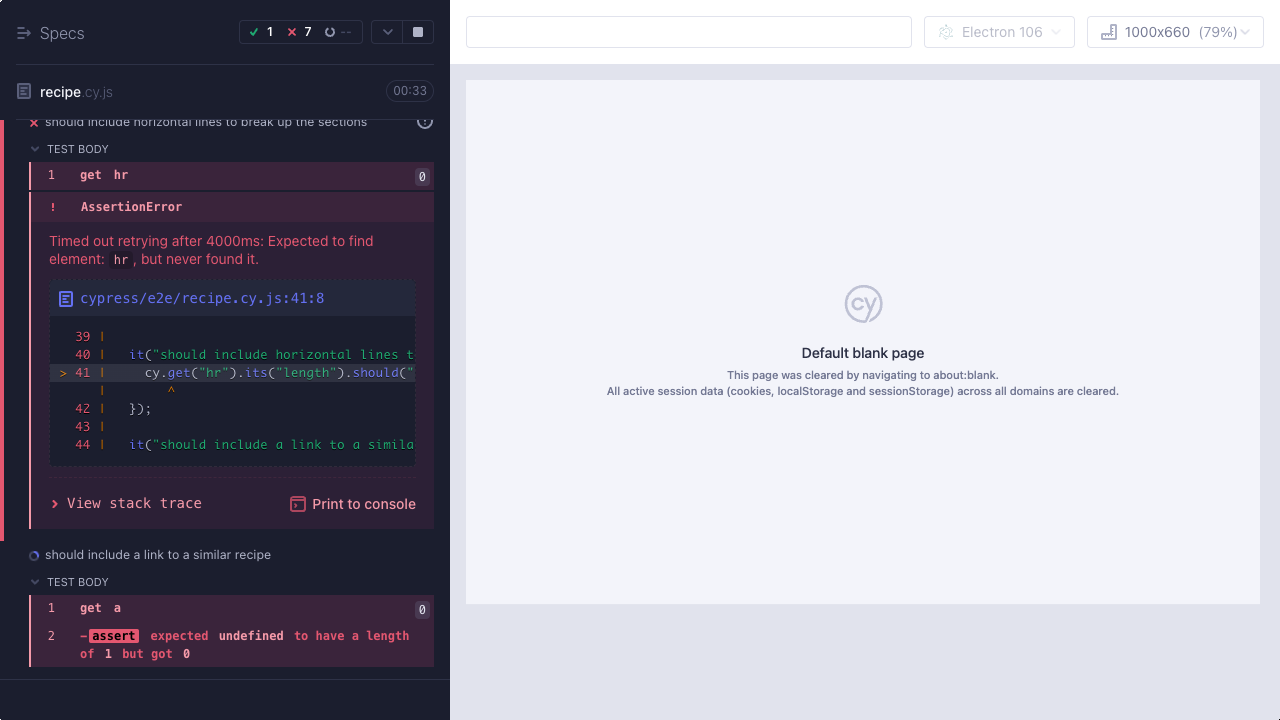 Specs
1 7 --
recipe.cy.js 00:33
should include horizontal lines to break up the sections
TEST BODY
1 get hr 0
! AssertionError
Timed out retrying after 4000ms: Expected to find
element: hr, but never found it.
cypress/e2e/recipe.cy.js:41:8
39 |
40 | it("should include horizontal lines t
> 41 | cy.get("hr").its("length").should("
| ^
42 | });
43 |
44 | it("should include a link to a simila
View stack trace
Print to console
should include a link to a similar recipe
TEST BODY
1 get a 0
2 -assert expected undefined to have a length
of 1 but got 0
Electron 106
1000x660 (79%)
cy
Default blank page
This page was cleared by navigating to about:blank.
All active session data (cookies, localStorage and sessionStorage) across all domains are cleared.